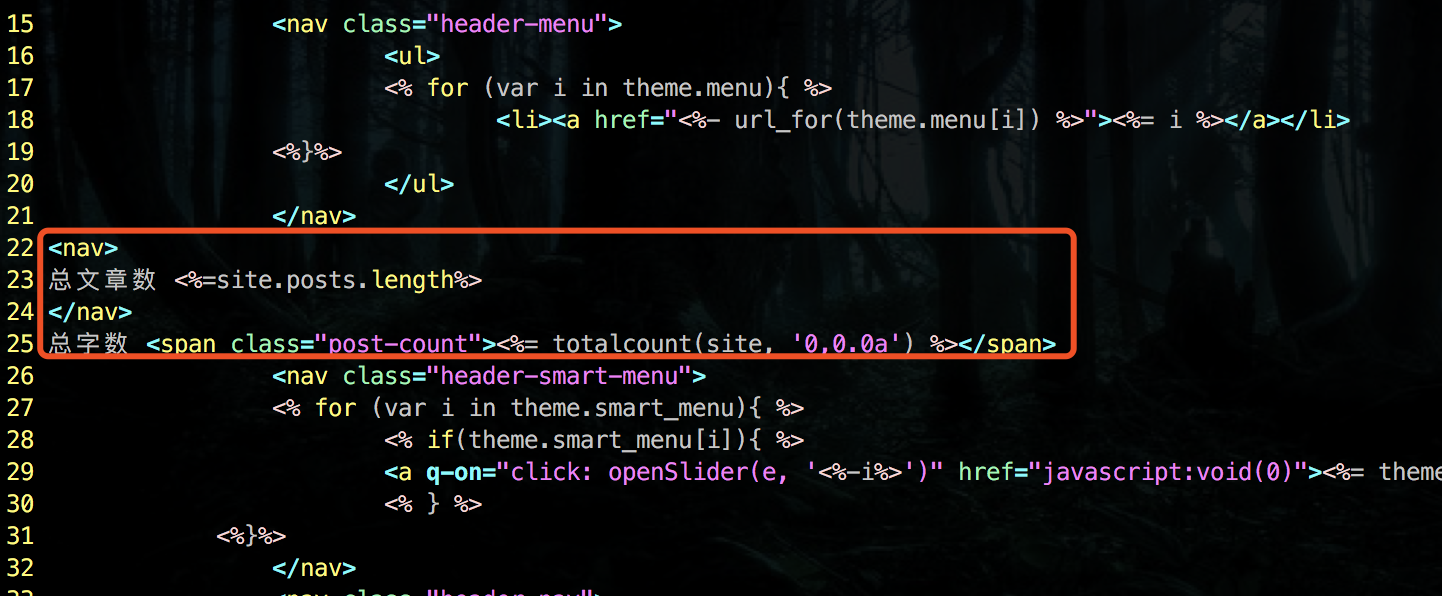 15 <nav class="header-menu">
16 <ul>
17 <% for (var i in theme.menu){ %>
18 <li><a href="<%- url_for(theme.menu[i]) %>"><%= i %></a></li>
19 <%}%>
20 </ul>
21 </nav>
22 <nav>
23 总文章数 <%=site.posts.length%>
24 </nav>
25 总字数 <span class="post-count"><%= totalcount(site, '0,0.0a') %></span>
26 <nav class="header-smart-menu">
27 <% for (var i in theme.smart_menu){ %>
28 <% if(theme.smart_menu[i]){ %>
29 <a q-on="click: openSlider(e, '<%-i%>')" href="javascript:void(0)"><%= theme
30 <% } %>
31 <%}%>
32 </nav>
33 <nav class="header-nav">